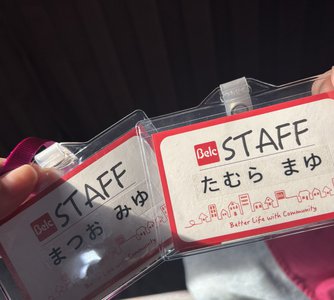 Belc STAFF
まつお みゆ
Belc STAFF
たむら まゆ
Better Life with Community